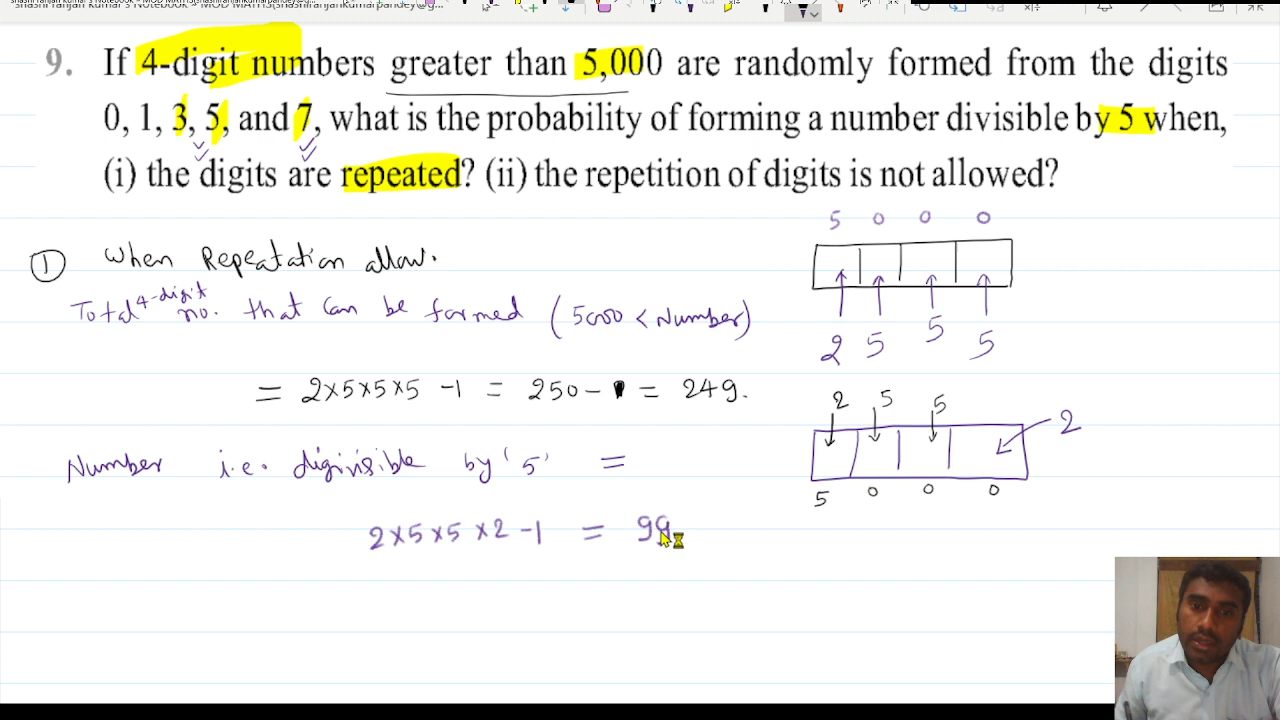 9. If 4-digit numbers greater than 5,000 are randomly formed from the digits
0, 1, 3, 5, and 7, what is the probability of forming a number divisible by 5 when,
(i) the digits are repeated? (ii) the repetition of digits is not allowed?
5 0 0 0
① When Repeatation allow.
Total 4-digit no. that can be formed (5000 < Number)
2 5 5 5
= 2×5×5×5 -1 = 250 - 1 = 249.
2 5 5 2
Number i.e. digivisible by '5' =
5 0 0 0
2×5×5×2 -1 = 99